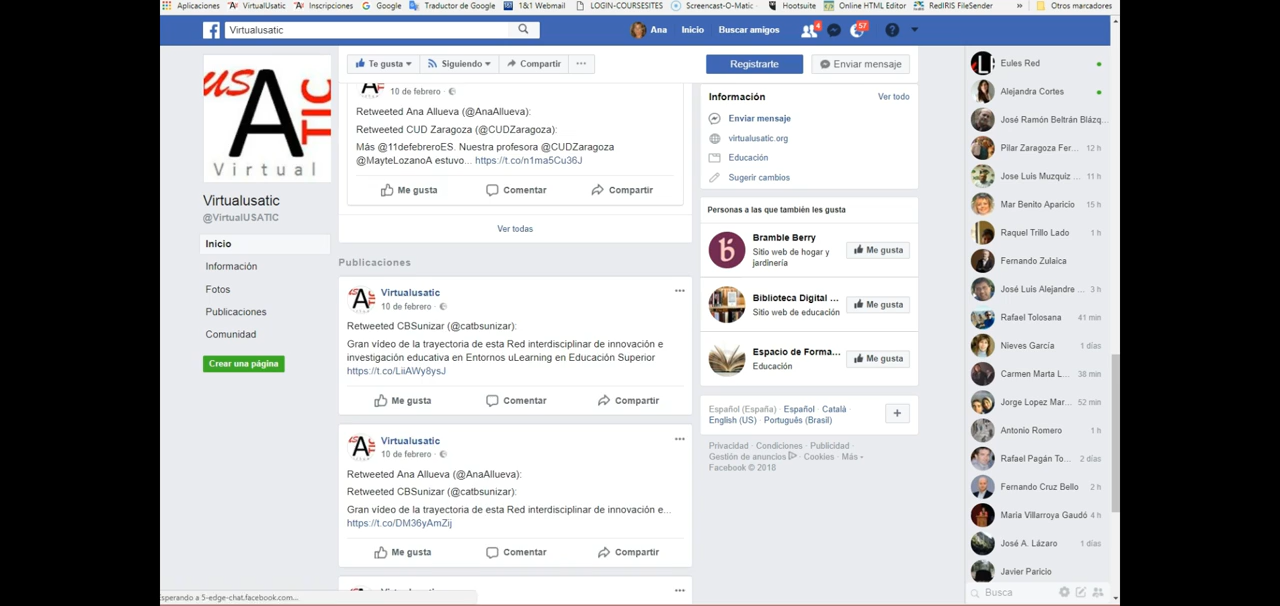 Aplicaciones VirtualUsatic Inscripciones Google Traductor de Google 1&1 Webmail LOGIN-COURSESITES Screencast-O-Matic Hootsuite Online HTML Editor RedIRIS FileSender » Otros marcadores
Virtualusatic
Ana Inicio Buscar amigos 4 57
usATIC
Virtual
Virtualusatic
@VirtualUSATIC
Inicio
Información
Fotos
Publicaciones
Comunidad
Crear una página
Te gusta Siguiendo Compartir ···
Registrarte Enviar mensaje
10 de febrero
Retweeted Ana Allueva (@AnaAllueva):
Retweeted CUD Zaragoza (@CUDZaragoza):
Más @11defebreroES. Nuestra profesora @CUDZaragoza
@MayteLozanoA estuvo... https://t.co/n1ma5Cu36J
Me gusta Comentar Compartir
Ver todas
Publicaciones
Virtualusatic
10 de febrero
Retweeted CBSunizar (@catbsunizar):
Gran vídeo de la trayectoria de esta Red interdisciplinar de innovación e
investigación educativa en Entornos uLearning en Educación Superior
https://t.co/LiiAWy8ysJ
Me gusta Comentar Compartir
Virtualusatic
10 de febrero
Retweeted Ana Allueva (@AnaAllueva):
Retweeted CBSunizar (@catbsunizar):
Gran vídeo de la trayectoria de esta Red interdisciplinar de innovación e...
https://t.co/DM36yAmZij
Me gusta Comentar Compartir
Información Ver todo
Enviar mensaje
virtualusatic.org
Educación
Sugerir cambios
Personas a las que también les gusta
Bramble Berry
Sitio web de hogar y
jardinería
Me gusta
Biblioteca Digital ...
Sitio web de educación
Me gusta
Espacio de Forma...
Educación
Me gusta
Español (España) · Español · Català ·
English (US) · Português (Brasil)
+
Privacidad · Condiciones · Publicidad ·
Gestión de anuncios · Cookies · Más
Facebook © 2018
Eules Red
Alejandra Cortes
José Ramón Beltrán Blázq...
Pilar Zaragoza Fer... 12 h
Jose Luis Muzquiz ... 11 h
Mar Benito Aparicio 15 h
Raquel Trillo Lado 1 h
Fernando Zulaica
José Luis Alejandre ... 3 h
Rafael Tolosana 41 min
Nieves García 1 días
Carmen Marta L... 38 min
Jorge Lopez Mar... 52 min
Antonio Romero 1 h
Rafael Pagán To... 2 días
Fernando Cruz Bello 2 h
María Villarroya Gaudó 4 h
José A. Lázaro 1 días
Javier Paricio
Busca
sperando a 5-edge-chat.facebook.com...